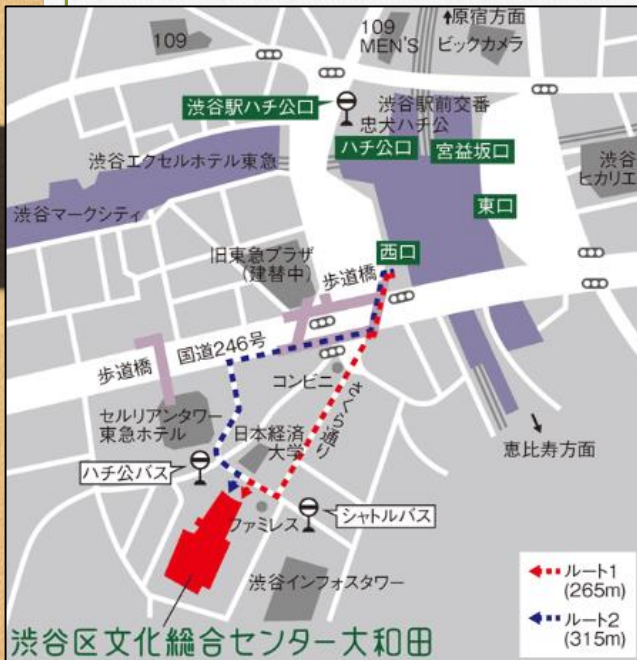 ↑原宿方面
109
109
MEN'S
ビックカメラ
渋谷駅ハチ公口
渋谷駅前交番
忠犬ハチ公
ハチ公口
宮益坂口
渋谷エクセルホテル東急
渋谷
ヒカリエ
東口
渋谷マークシティ
西口
旧東急プラザ
(建替中)
歩道橋
国道246号
歩道橋
コンビニ
さくら通り
セルリアンタワー
東急ホテル
日本経済
大学
恵比寿方面
ハチ公バス
ファミレス
シャトルバス
渋谷インフォスタワー
ルート1
(265m)
ルート2
(315m)
渋谷区文化総合センター大和田